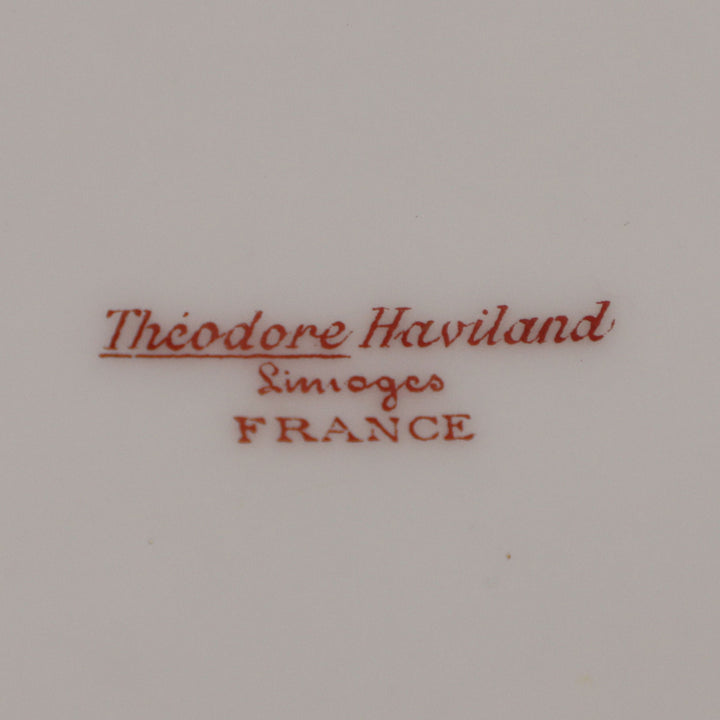 Théodore Haviland
Limoges
FRANCE